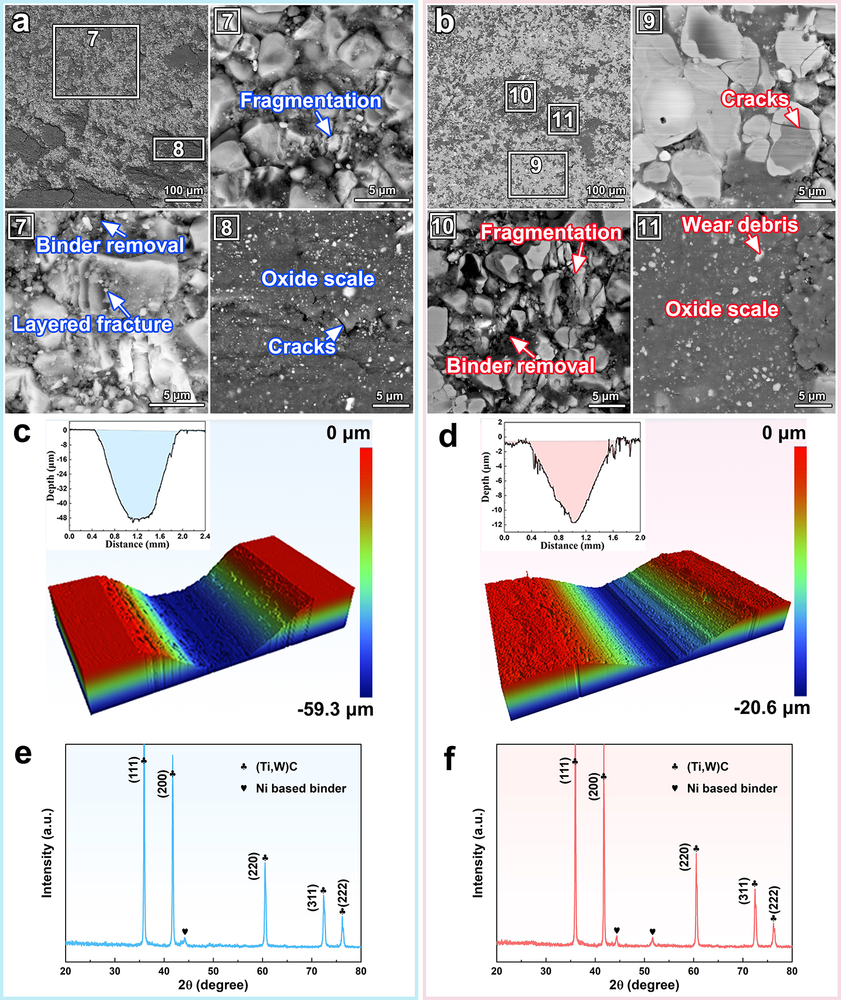 a
7
8
100 μm
7
Fragmentation
5 μm
b
10
11
9
100 μm
9
Cracks
5 μm
7
Binder removal
Layered fracture
5 μm
8
Oxide scale
Cracks
5 μm
10
Fragmentation
Binder removal
5 μm
11
Wear debris
Oxide scale
5 μm
c
0
-8
-16
-24
-32
-40
-48
Depth (μm)
0.0 0.4 0.8 1.2 1.6 2.0 2.4
Distance (mm)
0 μm
-59.3 μm
d
2
0
-2
-4
-6
-8
-10
-12
Depth (μm)
0.0 0.4 0.8 1.2 1.6 2.0
Distance (mm)
0 μm
-20.6 μm
e
♣ (Ti,W)C
♥ Ni based binder
(111)
♣
(200)
♣
♥
(220)
♣
(311)
♣
(222)
♣
Intensity (a.u.)
20 30 40 50 60 70 80
2θ (degree)
f
♣ (Ti,W)C
♥ Ni based binder
(111)
♣
(200)
♣
♥
♥
(220)
♣
(311)
♣
(222)
♣
Intensity (a.u.)
20 30 40 50 60 70 80
2θ (degree)